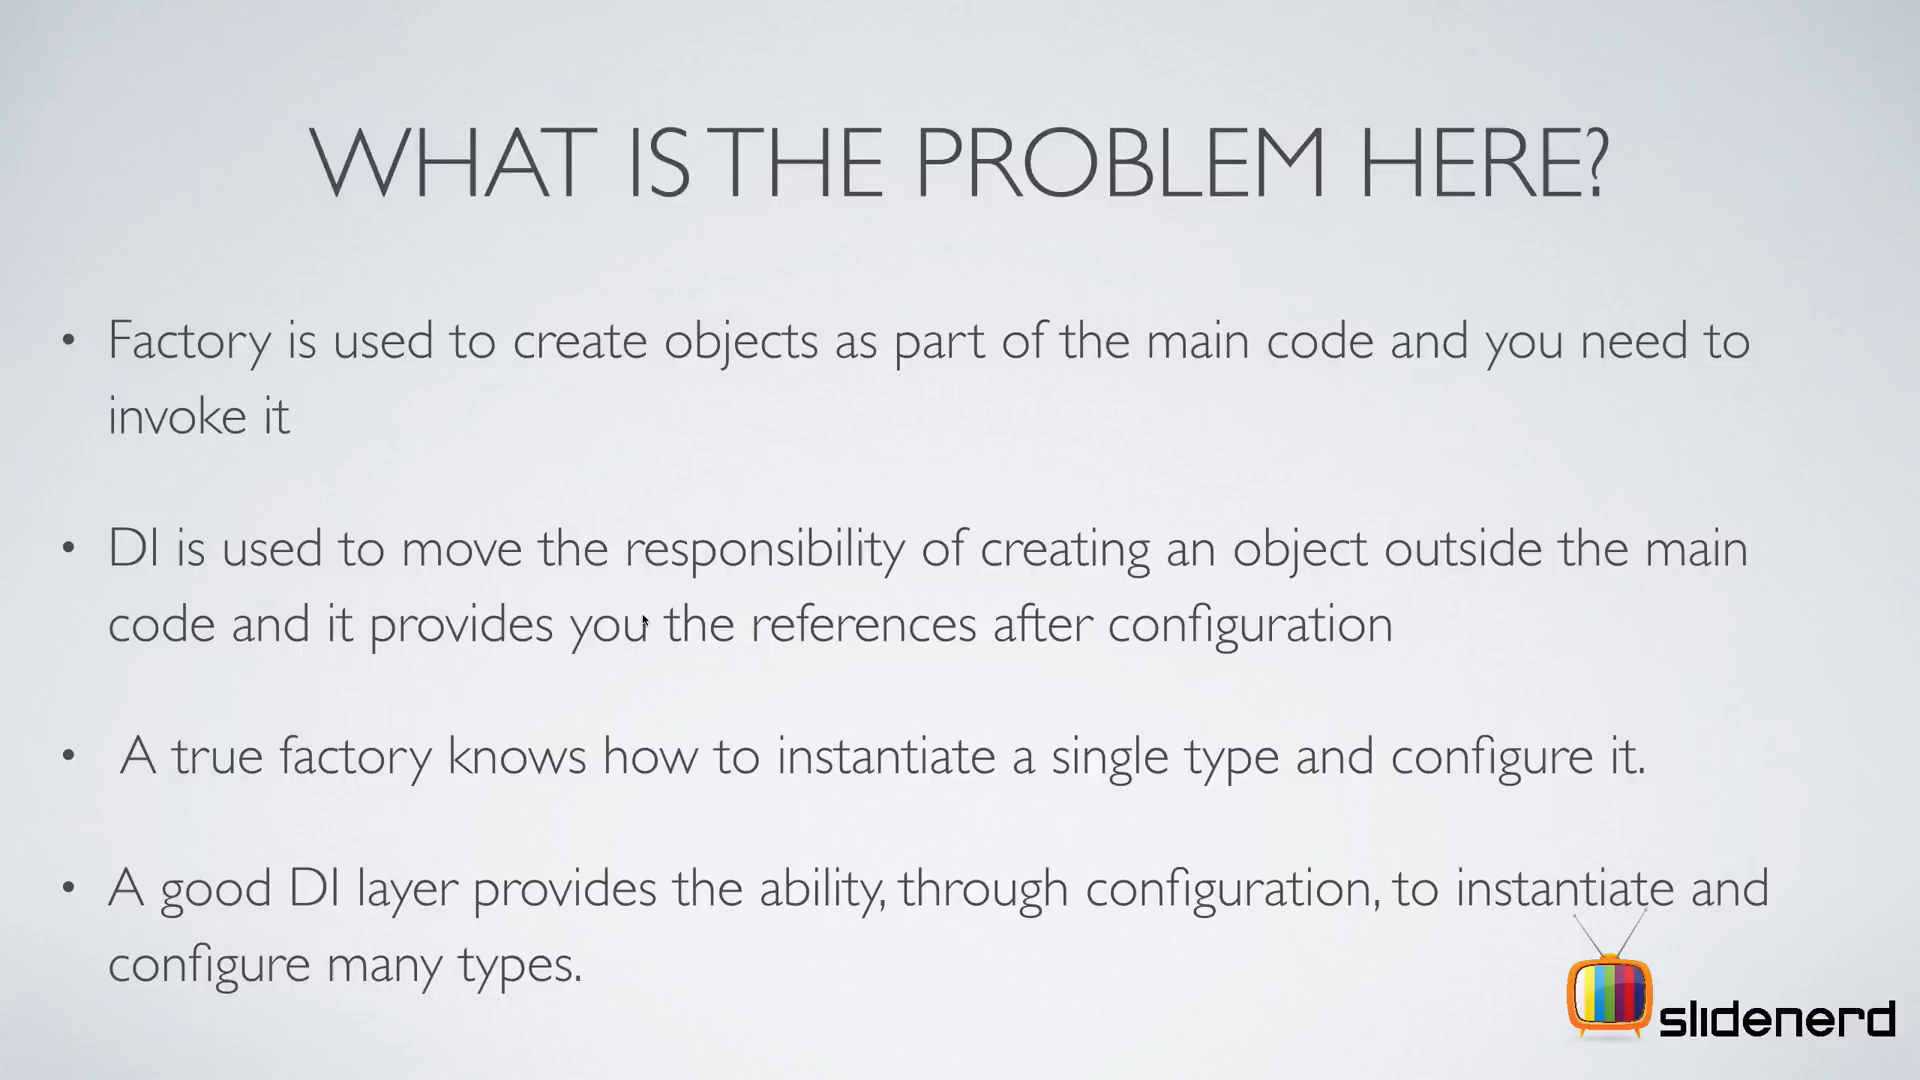 WHAT IS THE PROBLEM HERE?
• Factory is used to create objects as part of the main code and you need to
invoke it
• DI is used to move the responsibility of creating an object outside the main
code and it provides you the references after configuration
• A true factory knows how to instantiate a single type and configure it.
• A good DI layer provides the ability, through configuration, to instantiate and
configure many types.
slidenerd